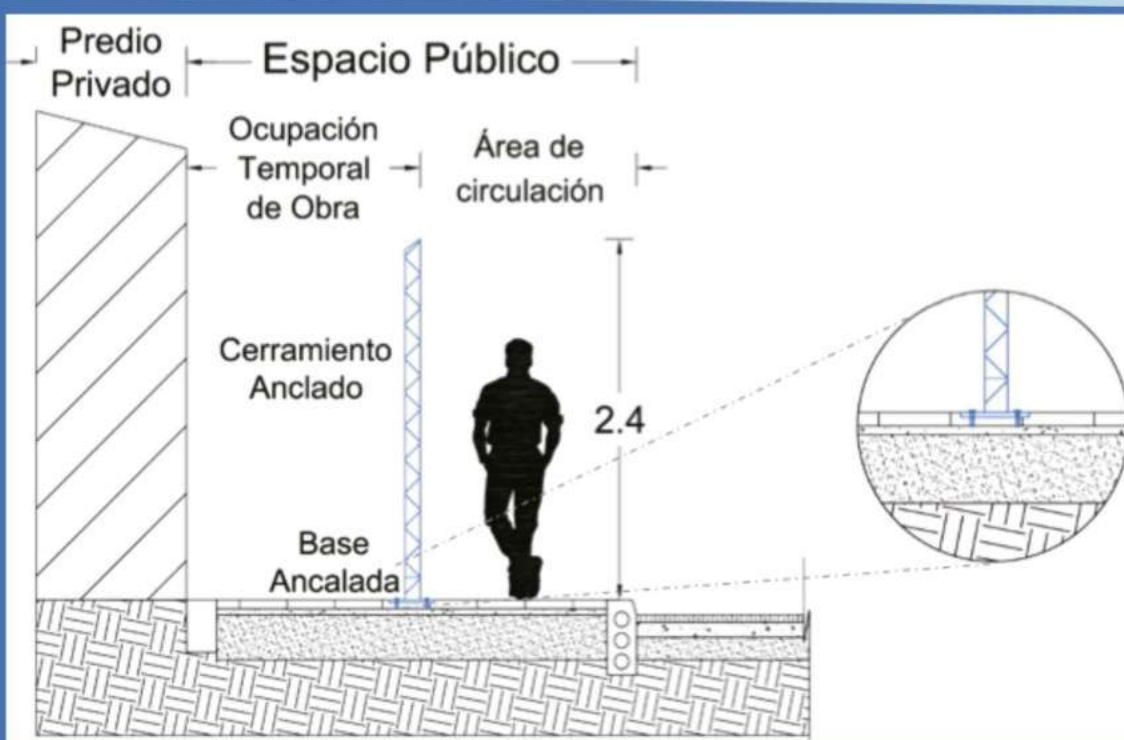 Predio
Privado
Espacio Público
Ocupación
Temporal
de Obra
Área de
circulación
Cerramiento
Anclado
2.4
Base
Ancalada